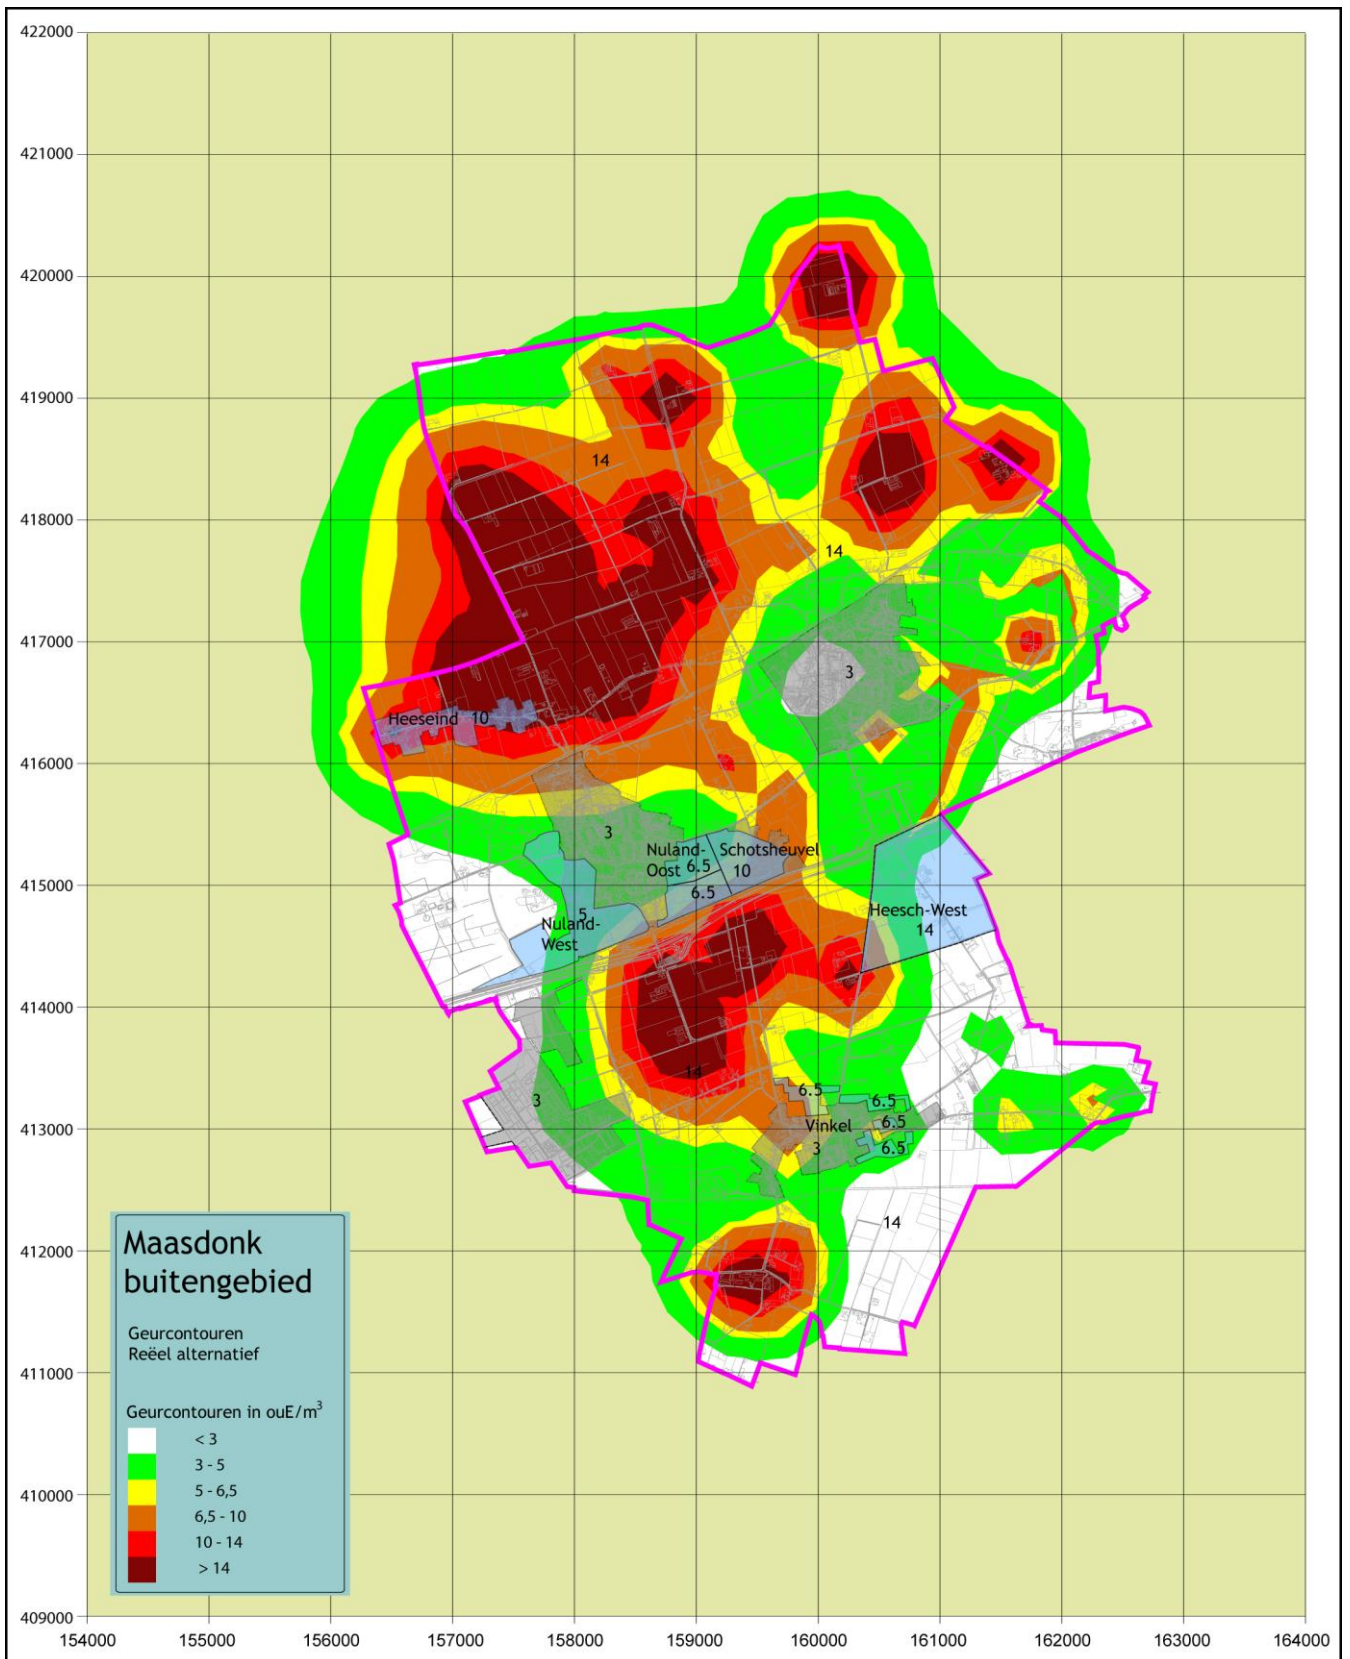 422000
421000
420000
419000
418000
417000
416000
415000
414000
413000
412000
411000
410000
409000
154000 155000 156000 157000 158000 159000 160000 161000 162000 163000 164000
14
14
3
Heeseind 10
3
Nuland-
Oost 6.5
Schotsheuvel
10
6.5
5
Nuland-
West
Heesch-West
14
14
3
6.5
6.5
6.5
6.5
Vinkel
3
14
Maasdonk
buitengebied
Geurcontouren
Reëel alternatief
Geurcontouren in ouE/m³
< 3
3 - 5
5 - 6,5
6,5 - 10
10 - 14
> 14